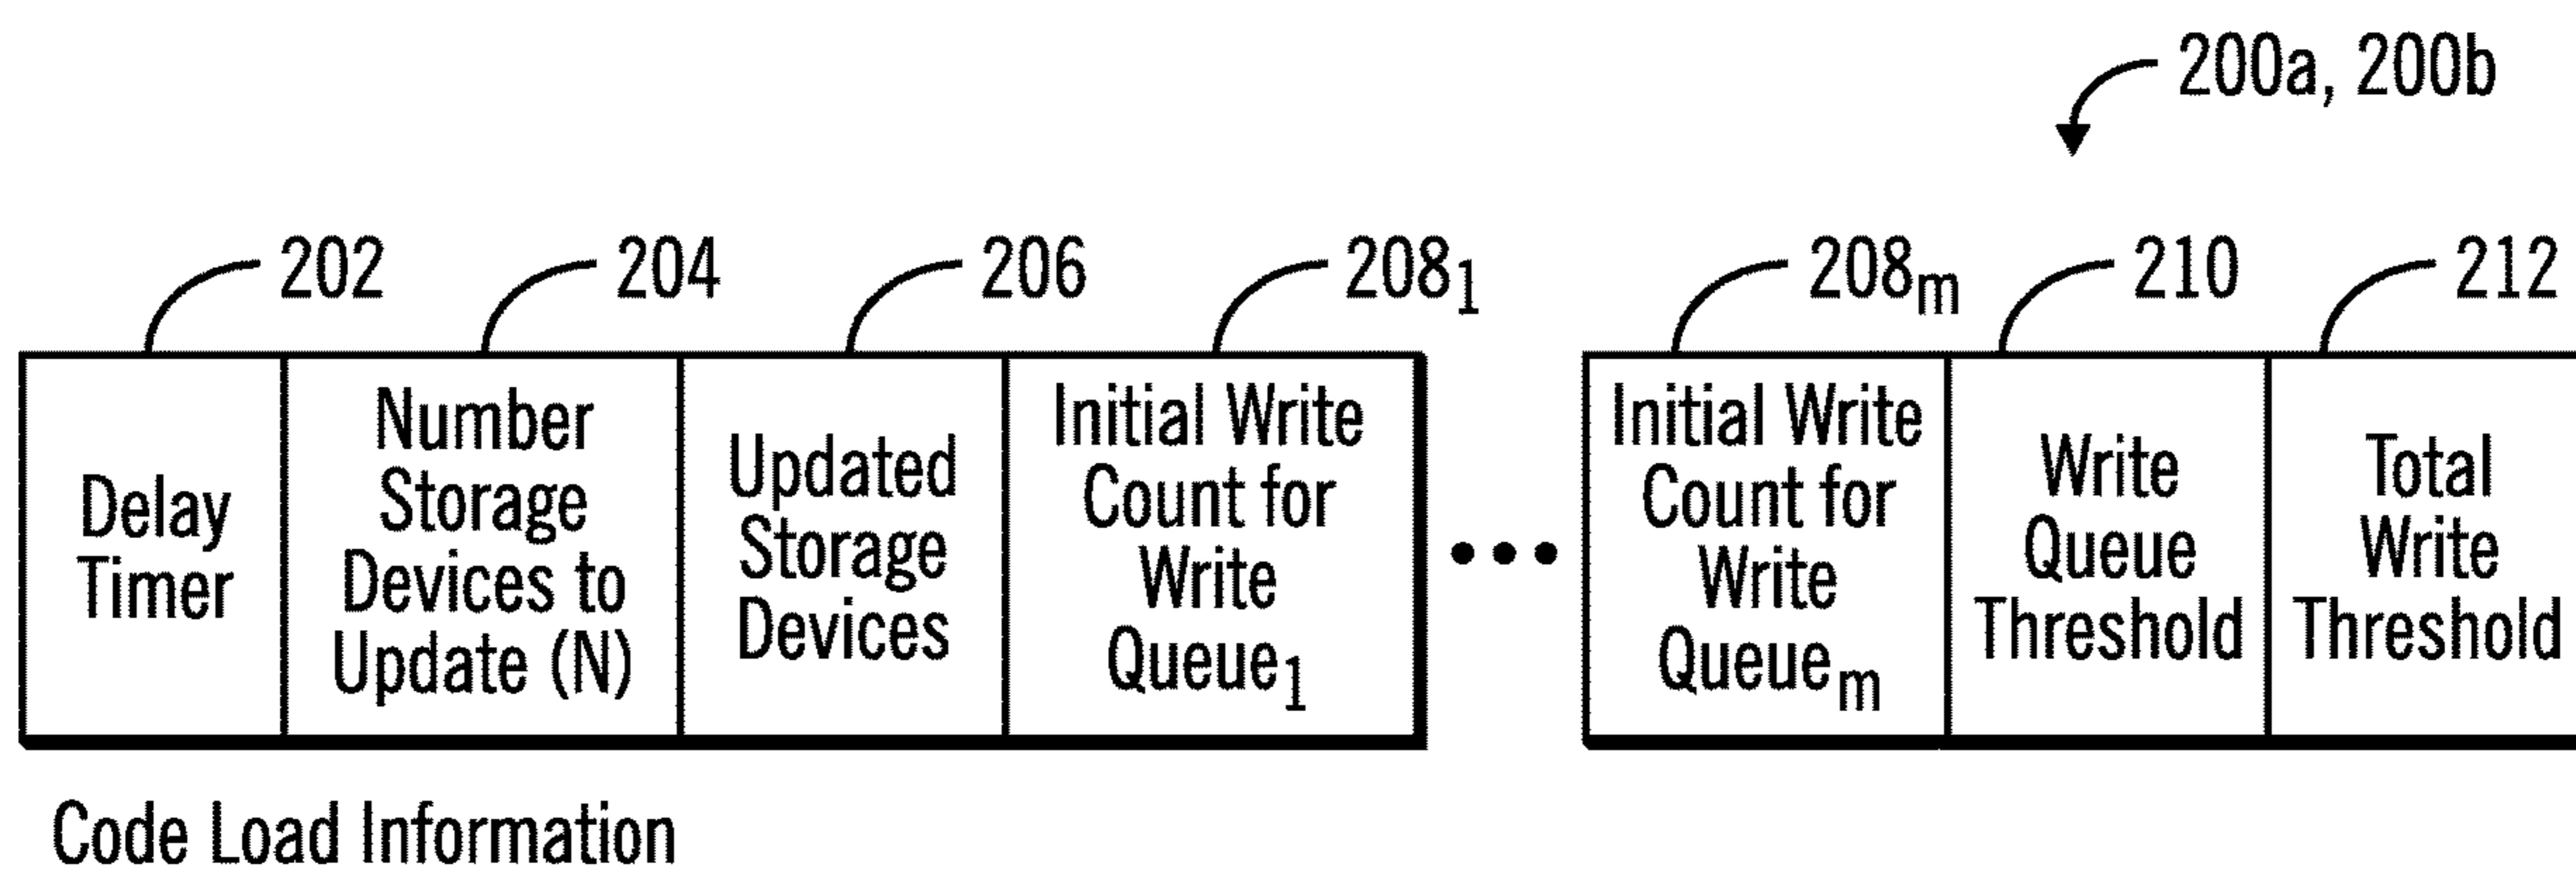 200a, 200b
202 204 206 208₁ 208ₘ 210 212
Delay
Timer
Number
Storage
Devices to
Update (N)
Updated
Storage
Devices
Initial Write
Count for
Write
Queue₁
•••
Initial Write
Count for
Write
Queueₘ
Write
Queue
Threshold
Total
Write
Threshold
Code Load Information